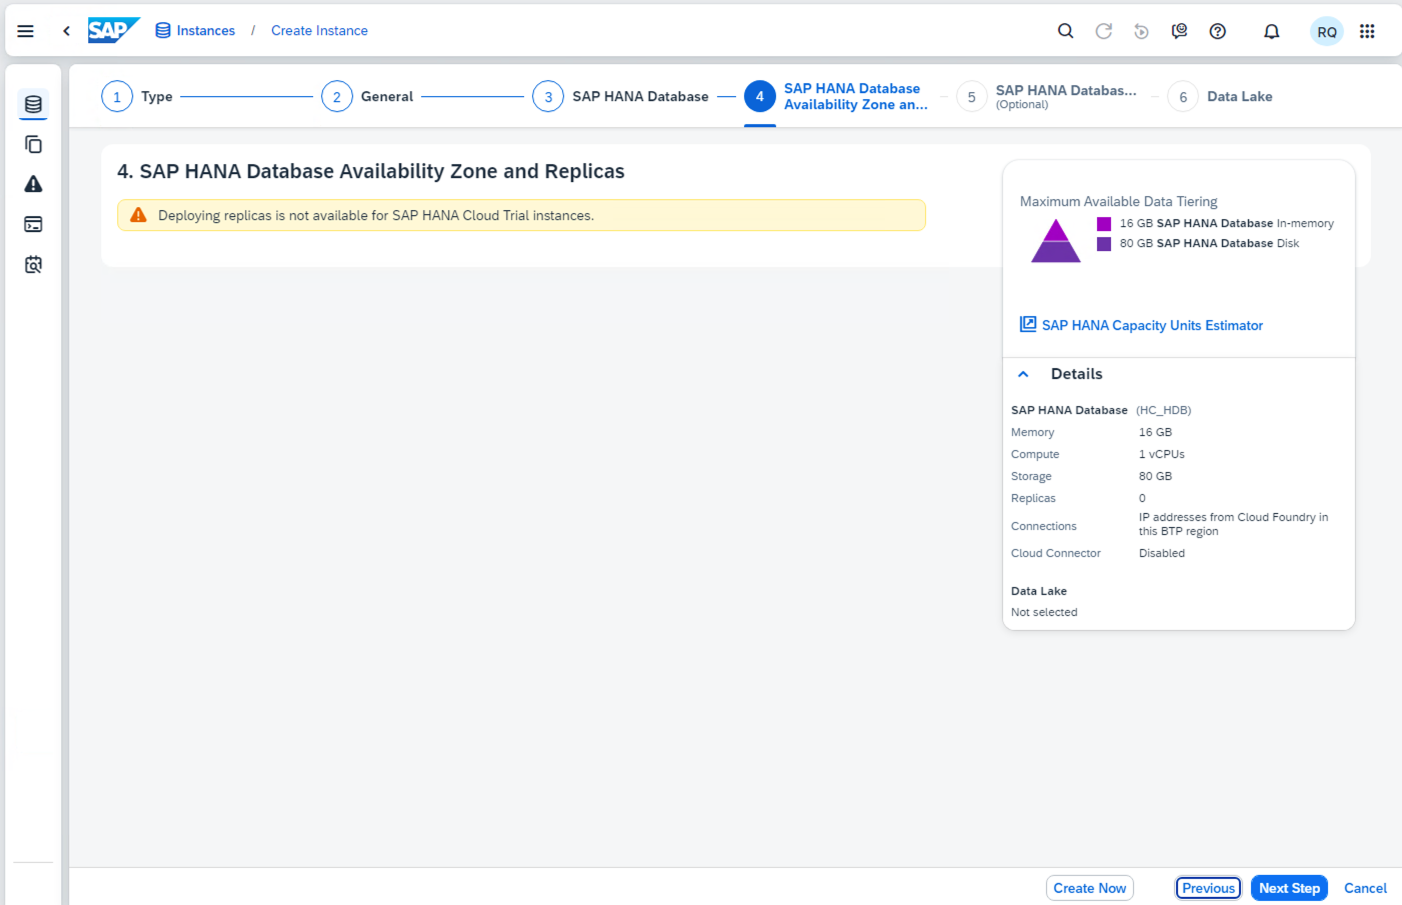 SAP Instances / Create Instance RQ
1 Type 2 General 3 SAP HANA Database 4 SAP HANA Database Availability Zone an... 5 SAP HANA Databas... (Optional) 6 Data Lake
4. SAP HANA Database Availability Zone and Replicas
Deploying replicas is not available for SAP HANA Cloud Trial instances.
Maximum Available Data Tiering
16 GB SAP HANA Database In-memory
80 GB SAP HANA Database Disk
SAP HANA Capacity Units Estimator
Details
SAP HANA Database (HC_HDB)
Memory 16 GB
Compute 1 vCPUs
Storage 80 GB
Replicas 0
Connections IP addresses from Cloud Foundry in this BTP region
Cloud Connector Disabled
Data Lake
Not selected
Create Now Previous Next Step Cancel